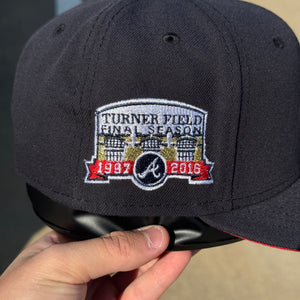 TURNER FIELD
FINAL SEASON
1997 A 2016